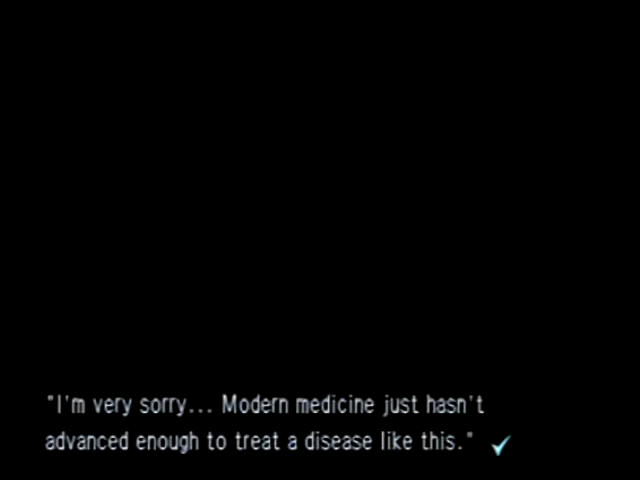 "I'm very sorry... Modern medicine just hasn't
advanced enough to treat a disease like this."